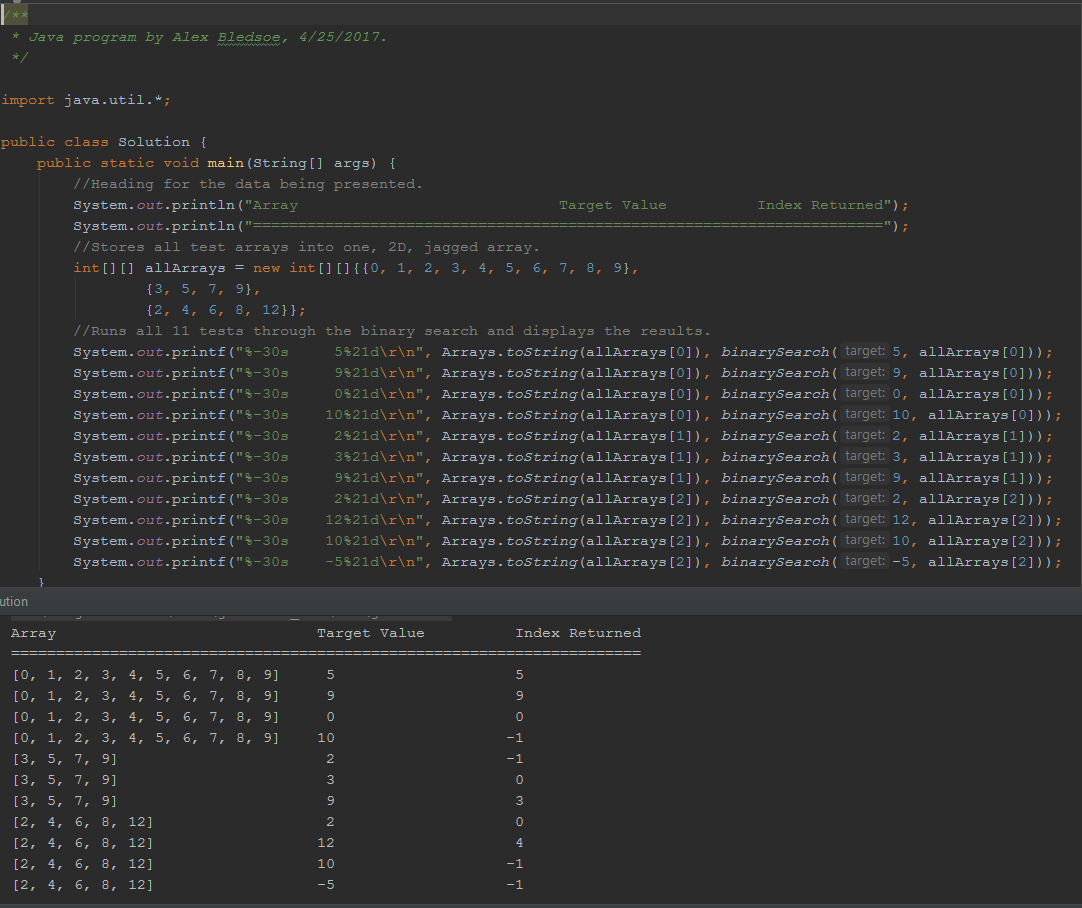 /**
 * Java program by Alex Bledsoe, 4/25/2017.
 */
import java.util.*;
public class Solution {
    public static void main(String[] args) {
        //Heading for the data being presented.
        System.out.println("Array                             Target Value          Index Returned");
        System.out.println("======================================================================");
        //Stores all test arrays into one, 2D, jagged array.
        int[][] allArrays = new int[][]{{0, 1, 2, 3, 4, 5, 6, 7, 8, 9},
                {3, 5, 7, 9},
                {2, 4, 6, 8, 12}};
        //Runs all 11 tests through the binary search and displays the results.
        System.out.printf("%-30s     5%21d\r\n", Arrays.toString(allArrays[0]), binarySearch( target: 5, allArrays[0]));
        System.out.printf("%-30s     9%21d\r\n", Arrays.toString(allArrays[0]), binarySearch( target: 9, allArrays[0]));
        System.out.printf("%-30s     0%21d\r\n", Arrays.toString(allArrays[0]), binarySearch( target: 0, allArrays[0]));
        System.out.printf("%-30s    10%21d\r\n", Arrays.toString(allArrays[0]), binarySearch( target: 10, allArrays[0]));
        System.out.printf("%-30s     2%21d\r\n", Arrays.toString(allArrays[1]), binarySearch( target: 2, allArrays[1]));
        System.out.printf("%-30s     3%21d\r\n", Arrays.toString(allArrays[1]), binarySearch( target: 3, allArrays[1]));
        System.out.printf("%-30s     9%21d\r\n", Arrays.toString(allArrays[1]), binarySearch( target: 9, allArrays[1]));
        System.out.printf("%-30s     2%21d\r\n", Arrays.toString(allArrays[2]), binarySearch( target: 2, allArrays[2]));
        System.out.printf("%-30s    12%21d\r\n", Arrays.toString(allArrays[2]), binarySearch( target: 12, allArrays[2]));
        System.out.printf("%-30s    10%21d\r\n", Arrays.toString(allArrays[2]), binarySearch( target: 10, allArrays[2]));
        System.out.printf("%-30s    -5%21d\r\n", Arrays.toString(allArrays[2]), binarySearch( target: -5, allArrays[2]));
    }
ution
Array                             Target Value          Index Returned
======================================================================
[0, 1, 2, 3, 4, 5, 6, 7, 8, 9]     5                    5
[0, 1, 2, 3, 4, 5, 6, 7, 8, 9]     9                    9
[0, 1, 2, 3, 4, 5, 6, 7, 8, 9]     0                    0
[0, 1, 2, 3, 4, 5, 6, 7, 8, 9]    10                   -1
[3, 5, 7, 9]                       2                   -1
[3, 5, 7, 9]                       3                    0
[3, 5, 7, 9]                       9                    3
[2, 4, 6, 8, 12]                   2                    0
[2, 4, 6, 8, 12]                  12                    4
[2, 4, 6, 8, 12]                  10                   -1
[2, 4, 6, 8, 12]                  -5                   -1